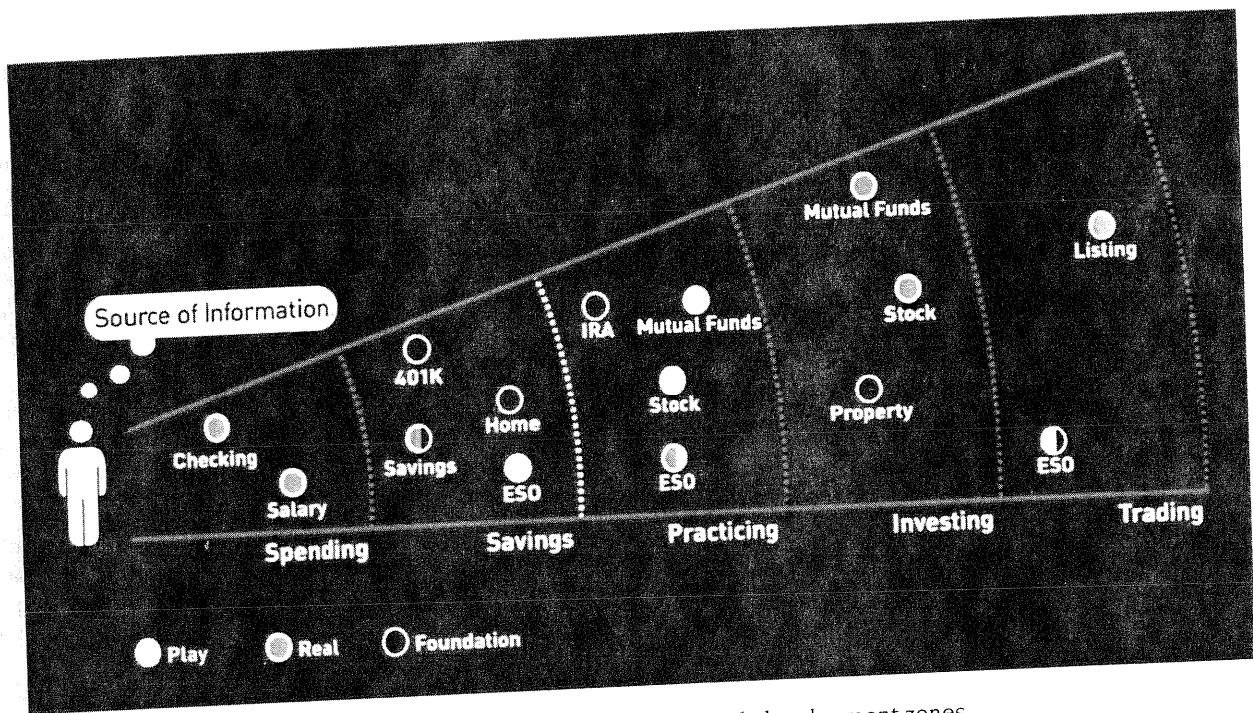 Source of Information
Checking
Salary
401K
Savings
Home
ESO
IRA
Mutual Funds
Stock
ESO
Mutual Funds
Stock
Property
Listing
ESO
Spending
Savings
Practicing
Investing
Trading
Play
Real
Foundation
zones